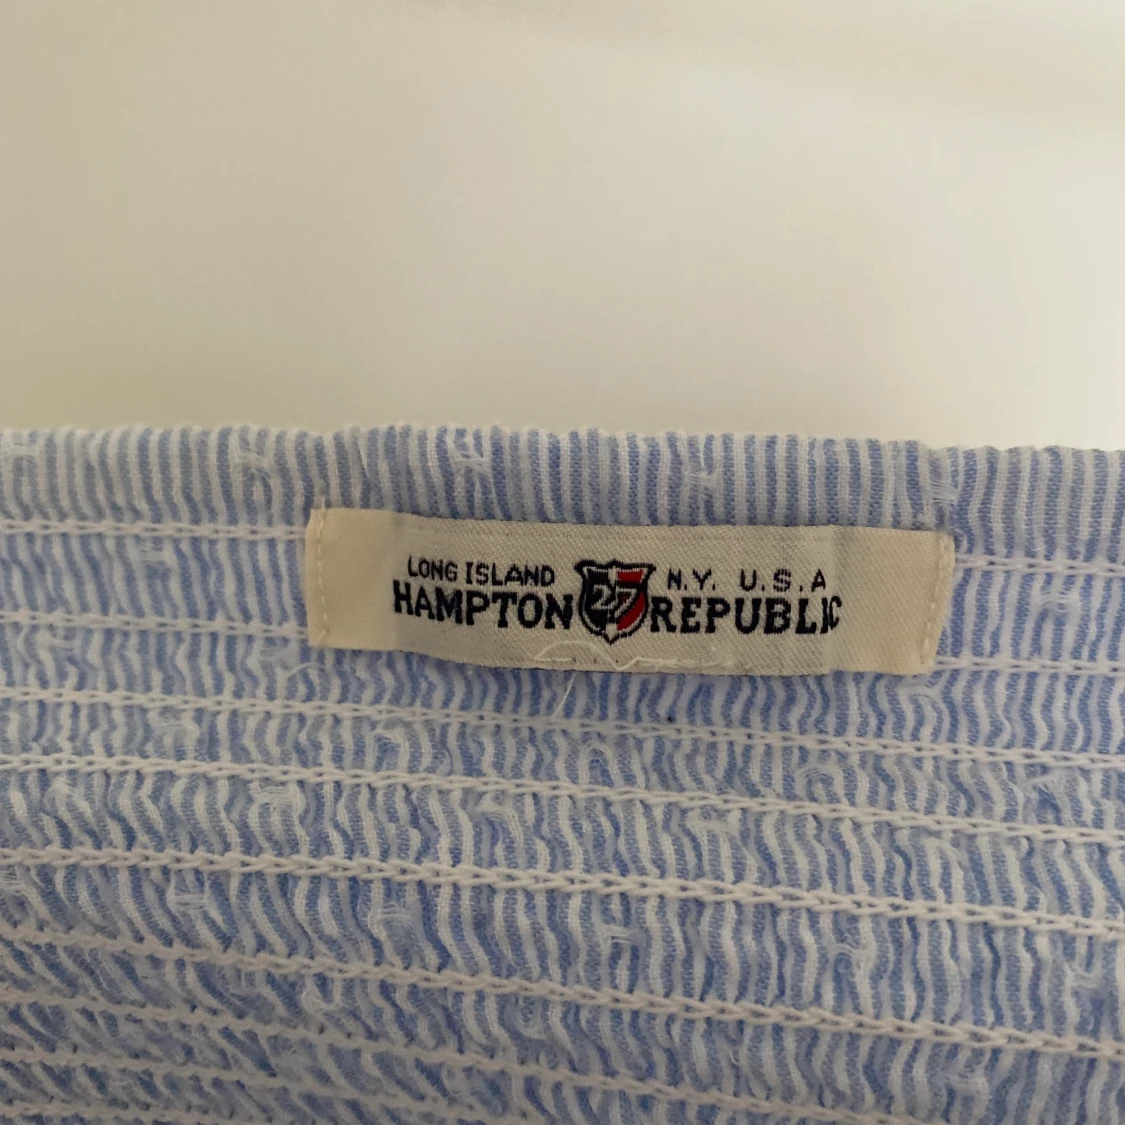 LONG ISLAND N.Y. U.S.A
HAMPTON 27 REPUBLIC